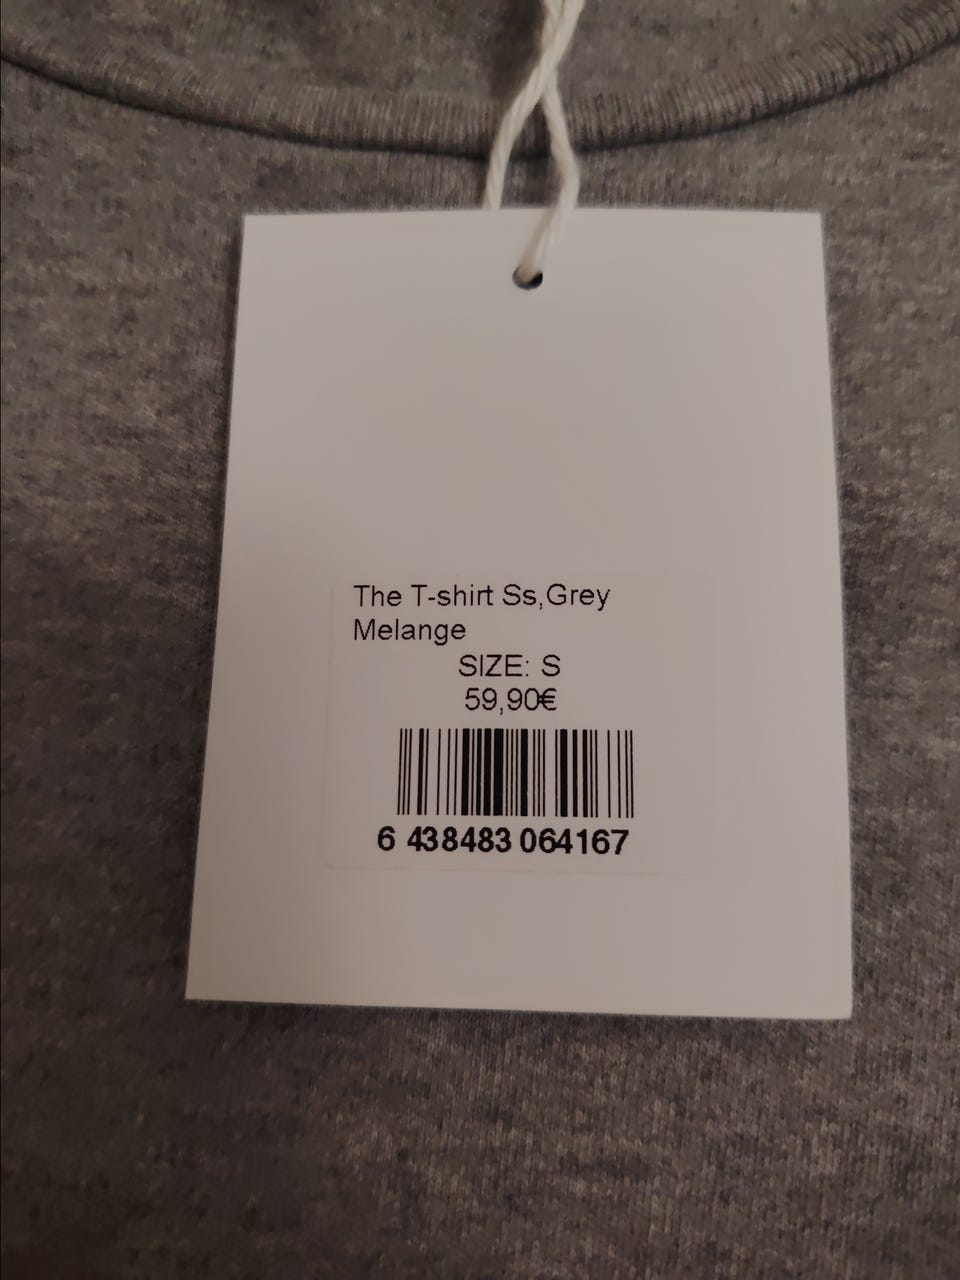 The T-shirt Ss,Grey
Melange
SIZE: S
59,90€
6 438483 064167